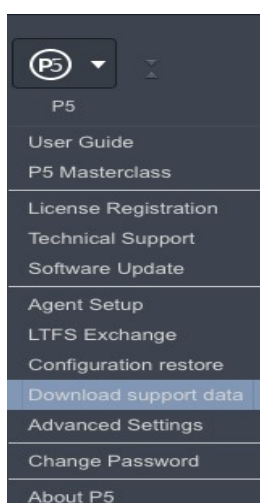 P5
P5
User Guide
P5 Masterclass
License Registration
Technical Support
Software Update
Agent Setup
LTFS Exchange
Configuration restore
Download support data
Advanced Settings
Change Password
About P5